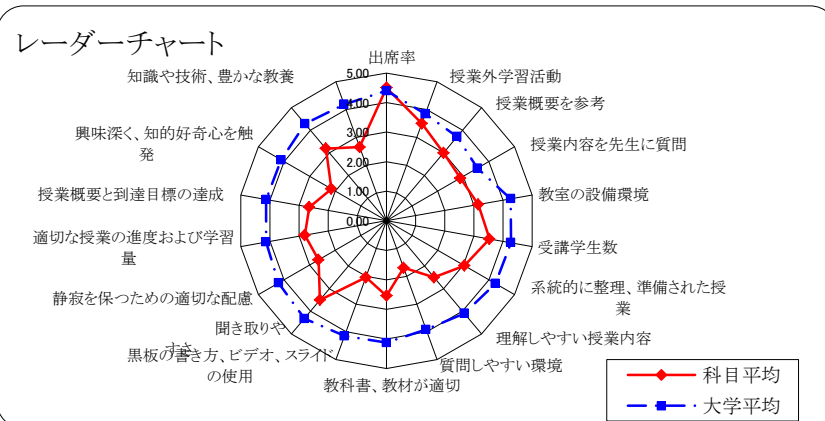 レーダーチャート
出席率
授業外学習活動
授業概要を参考
授業内容を先生に質問
教室の設備環境
受講学生数
系統的に整理、準備された授
業
理解しやすい授業内容
質問しやすい環境
教科書、教材が適切
黒板の書き方、ビデオ、スライド
の使用
聞き取りや
すさ
静寂を保つための適切な配慮
適切な授業の進度および学習
量
授業概要と到達目標の達成
興味深く、知的好奇心を触
発
知識や技術、豊かな教養
5.00
4.00
3.00
2.00
1.00
0.00
科目平均
大学平均